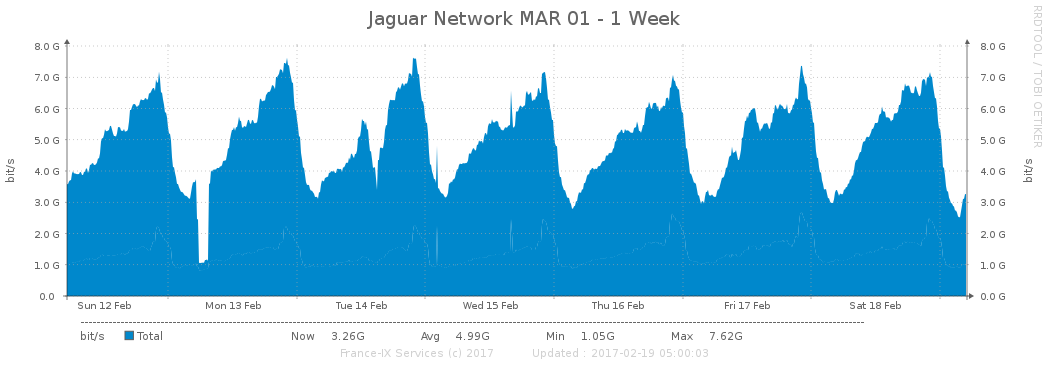 Jaguar Network MAR 01 - 1 Week
RRDTOOL / TOBI OETIKER
bit/s
bit/s
8.0 G 8.0 G
7.0 G 7.0 G
6.0 G 6.0 G
5.0 G 5.0 G
4.0 G 4.0 G
3.0 G 3.0 G
2.0 G 2.0 G
1.0 G 1.0 G
0.0 0.0 G
Sun 12 Feb Mon 13 Feb Tue 14 Feb Wed 15 Feb Thu 16 Feb Fri 17 Feb Sat 18 Feb
bit/s Total Now 3.26G Avg 4.99G Min 1.05G Max 7.62G
France-IX Services (c) 2017 Updated : 2017-02-19 05:00:03